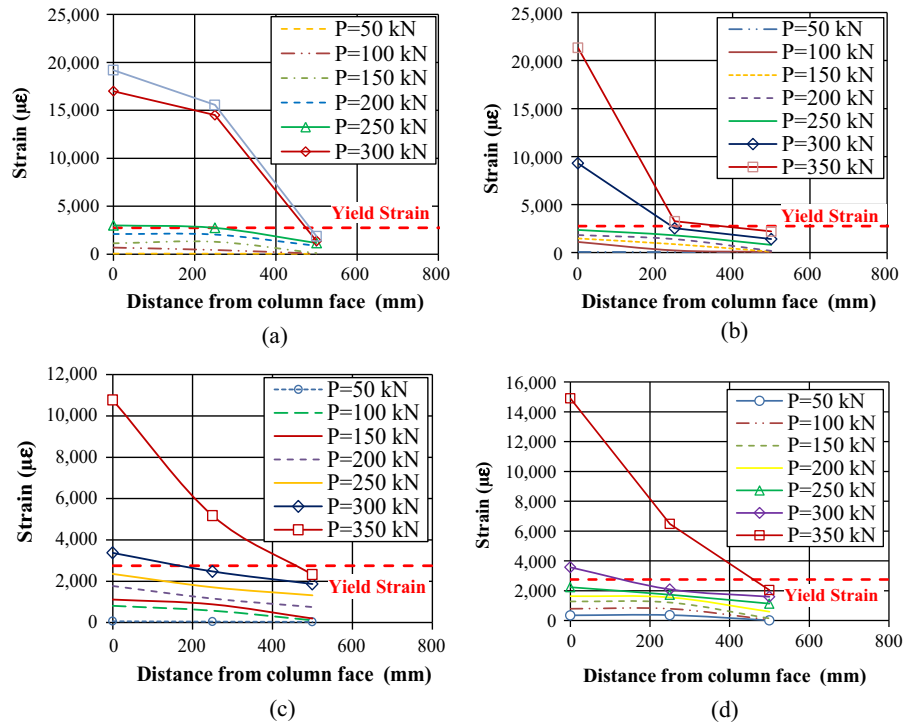 (a)
25,000
20,000
15,000
10,000
5,000
0
Strain (µε)
P=50 kN
P=100 kN
P=150 kN
P=200 kN
P=250 kN
P=300 kN
Yield Strain
0 200 400 600 800
Distance from column face (mm)
(a)
25,000
20,000
15,000
10,000
5,000
0
Strain (µε)
P=50 kN
P=100 kN
P=150 kN
P=200 kN
P=250 kN
P=300 kN
P=350 kN
Yield Strain
0 200 400 600 800
Distance from column face (mm)
(b)
12,000
10,000
8,000
6,000
4,000
2,000
0
Strain (µε)
P=50 kN
P=100 kN
P=150 kN
P=200 kN
P=250 kN
P=300 kN
P=350 kN
Yield Strain
0 200 400 600 800
Distance from column face (mm)
(c)
16,000
14,000
12,000
10,000
8,000
6,000
4,000
2,000
0
Strain (µε)
P=50 kN
P=100 kN
P=150 kN
P=200 kN
P=250 kN
P=300 kN
P=350 kN
Yield Strain
0 200 400 600 800
Distance from column face (mm)
(d)